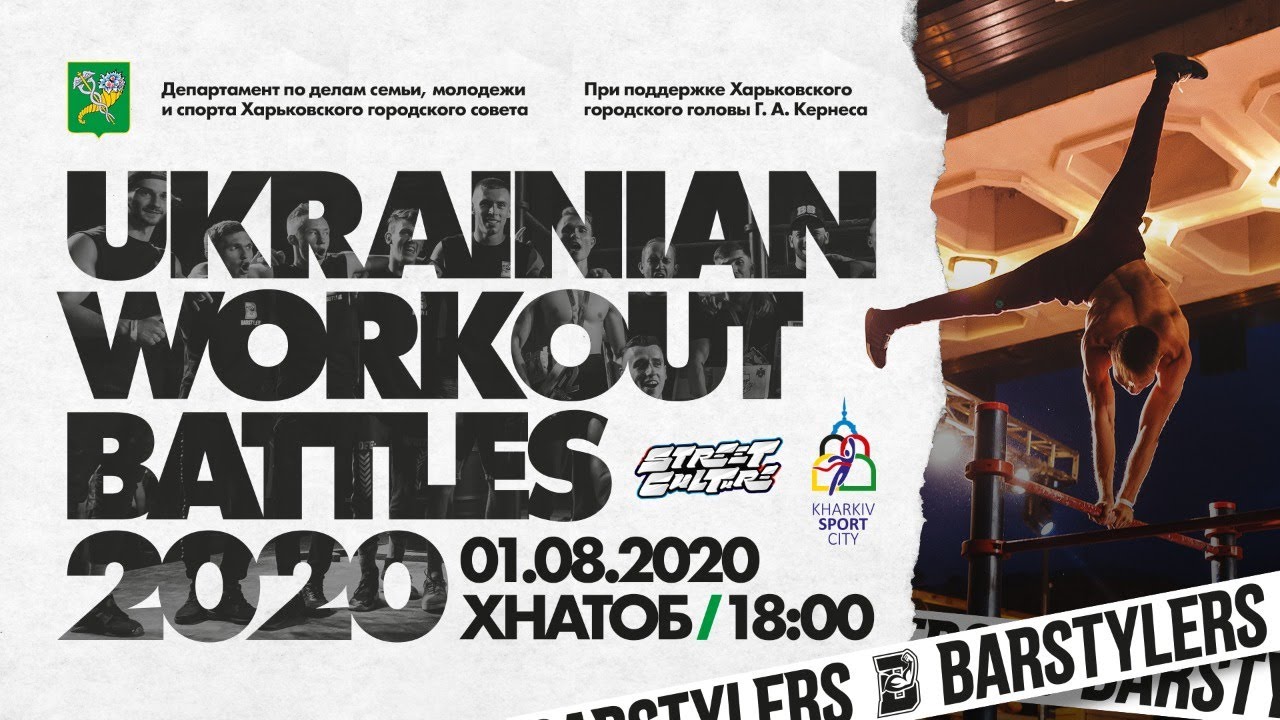 Департамент по делам семьи, молодежи
и спорта Харьковского городского совета
При поддержке Харьковского
городского головы Г. А. Кернеса
UKRAINIAN
WORKOUT
BATTLES
2020
STREET
CULTURE
KHARKIV
SPORT
CITY
01.08.2020
ХНАТОБ / 18:00
BARSTYLERS
BARSTYLERS
BARSTY